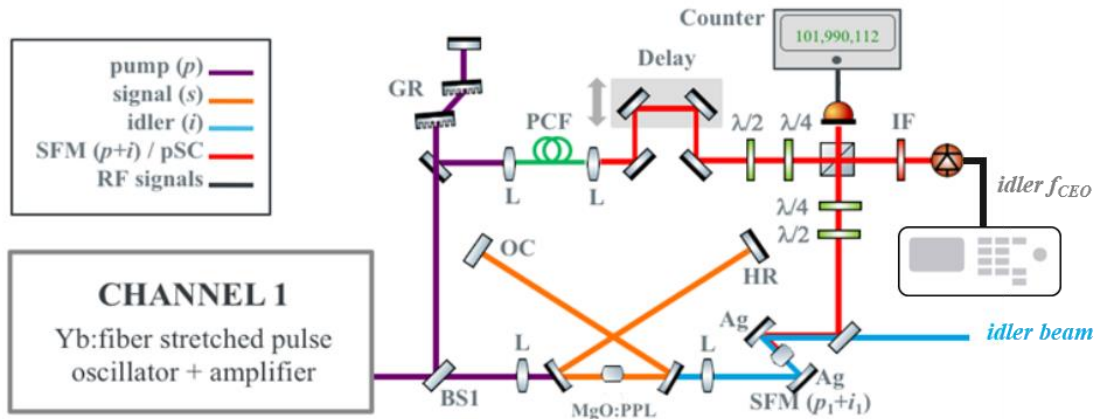 pump (p)
signal (s)
idler (i)
SFM (p+i) / pSC
RF signals
CHANNEL 1
Yb:fiber stretched pulse
oscillator + amplifier
BS1
GR
L
PCF
L
Delay
Counter
101,990,112
λ/2
λ/4
IF
idler fCEO
λ/4
λ/2
OC
HR
L
MgO:PPL
L
Ag
Ag
SFM (p₁+i₁)
idler beam